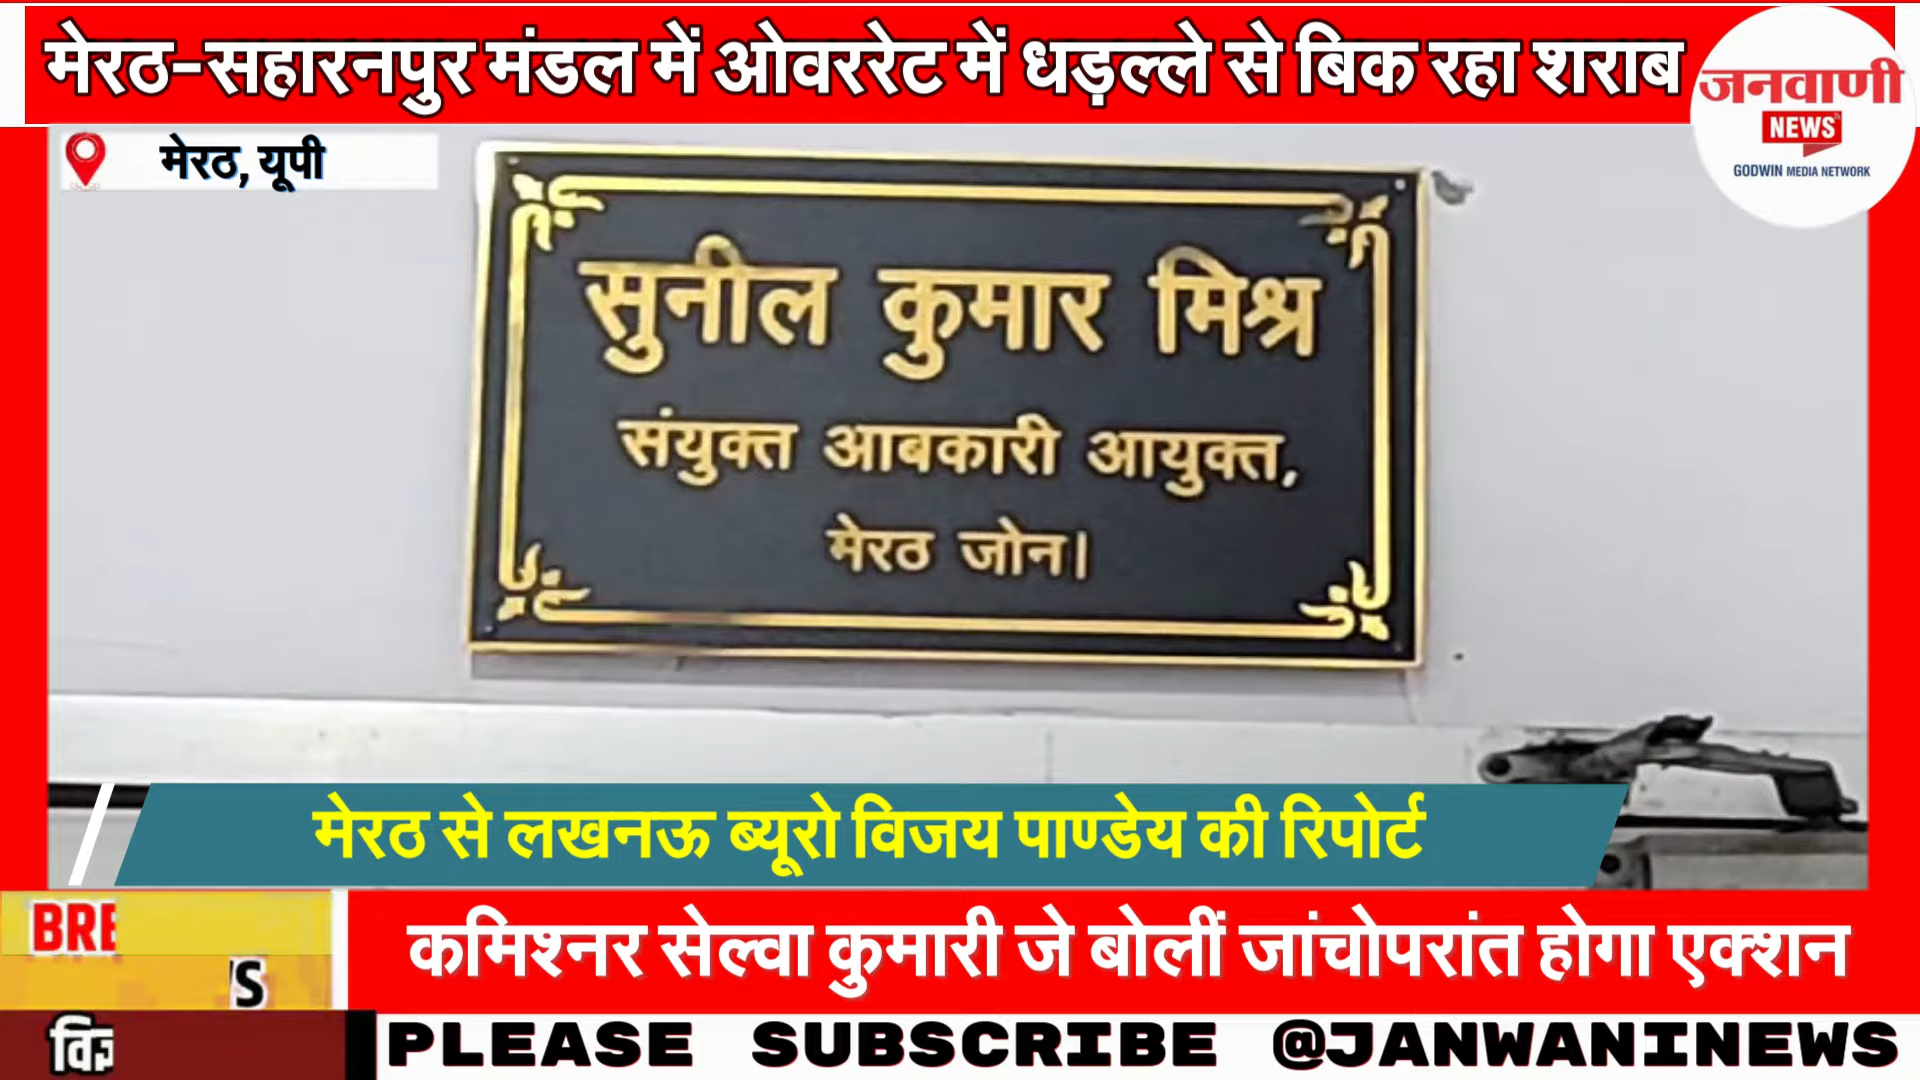 मेरठ-सहारनपुर मंडल में ओवररेट में धड़ल्ले से बिक रहा शराब
जनवाणी
NEWS
GODWIN MEDIA NETWORK
मेरठ, यूपी
सुनील कुमार मिश्र
संयुक्त आबकारी आयुक्त,
मेरठ जोन।
मेरठ से लखनऊ ब्यूरो विजय पाण्डेय की रिपोर्ट
कमिश्नर सेल्वा कुमारी जे बोलीं जांचोपरांत होगा एक्शन
PLEASE SUBSCRIBE @JANWANINEWS